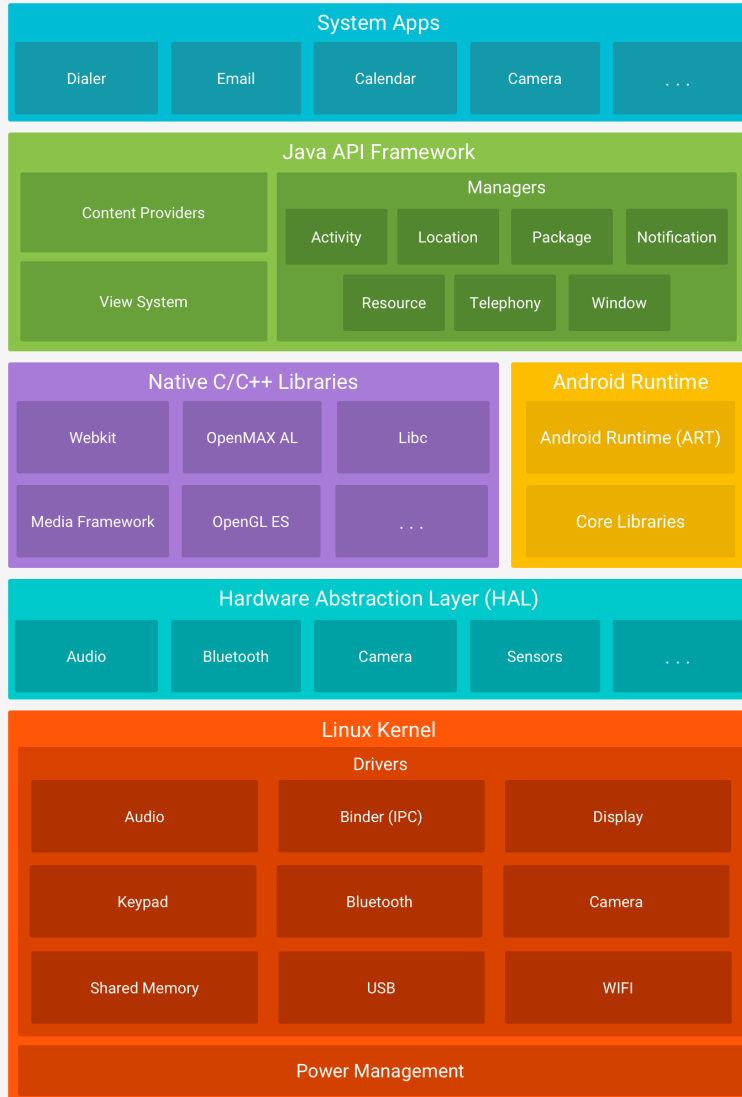 System Apps
Dialer
Email
Calendar
Camera
. . .
Java API Framework
Content Providers
View System
Managers
Activity
Location
Package
Notification
Resource
Telephony
Window
Native C/C++ Libraries
Webkit
OpenMAX AL
Libc
Media Framework
OpenGL ES
. . .
Android Runtime
Android Runtime (ART)
Core Libraries
Hardware Abstraction Layer (HAL)
Audio
Bluetooth
Camera
Sensors
. . .
Linux Kernel
Drivers
Audio
Binder (IPC)
Display
Keypad
Bluetooth
Camera
Shared Memory
USB
WIFI
Power Management